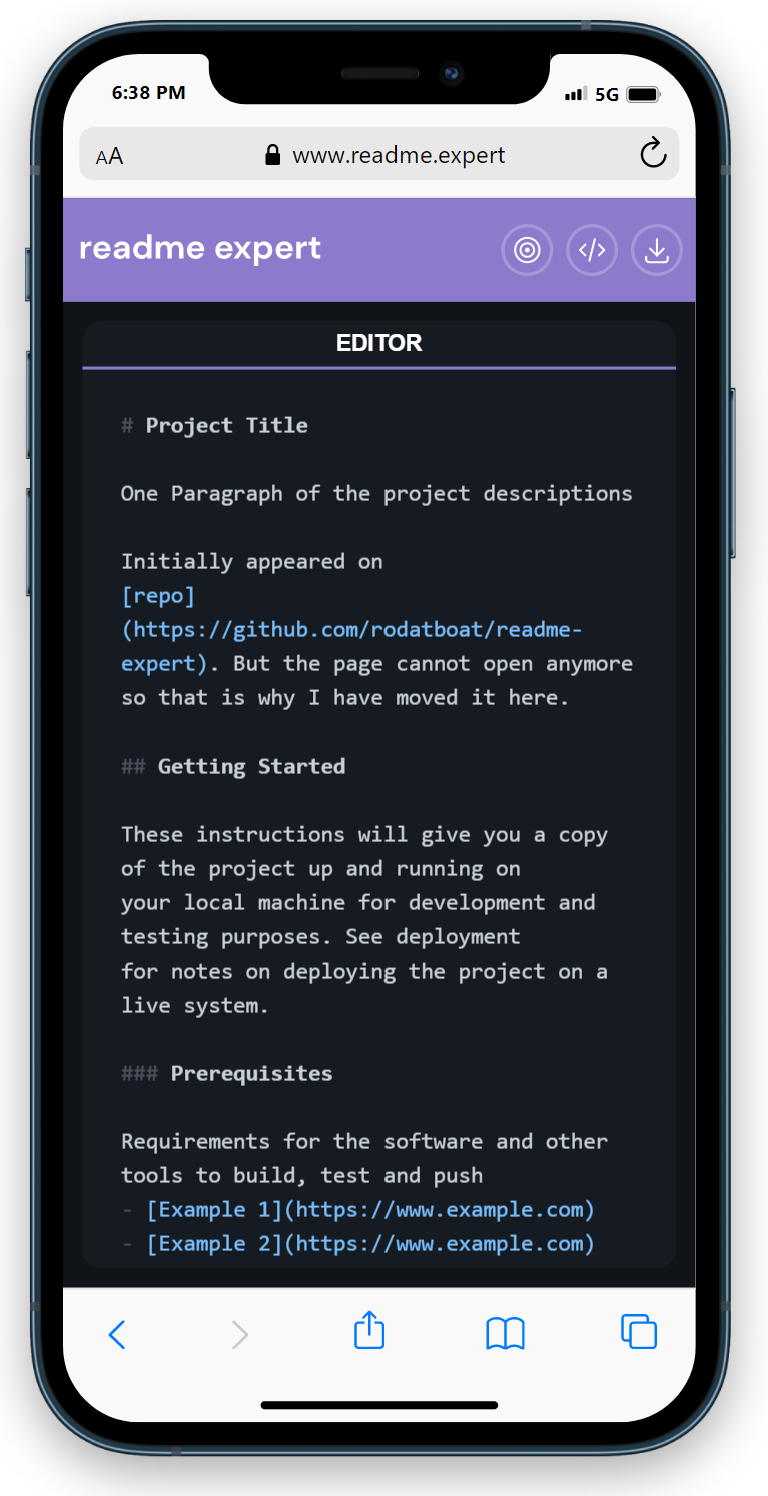 6:38 PM
5G
AA
www.readme.expert
readme expert
</>
EDITOR
# Project Title
One Paragraph of the project descriptions
Initially appeared on
[repo]
(https://github.com/rodatboat/readme-
expert). But the page cannot open anymore
so that is why I have moved it here.
## Getting Started
These instructions will give you a copy
of the project up and running on
your local machine for development and
testing purposes. See deployment
for notes on deploying the project on a
live system.
### Prerequisites
Requirements for the software and other
tools to build, test and push
- [Example 1](https://www.example.com)
- [Example 2](https://www.example.com)